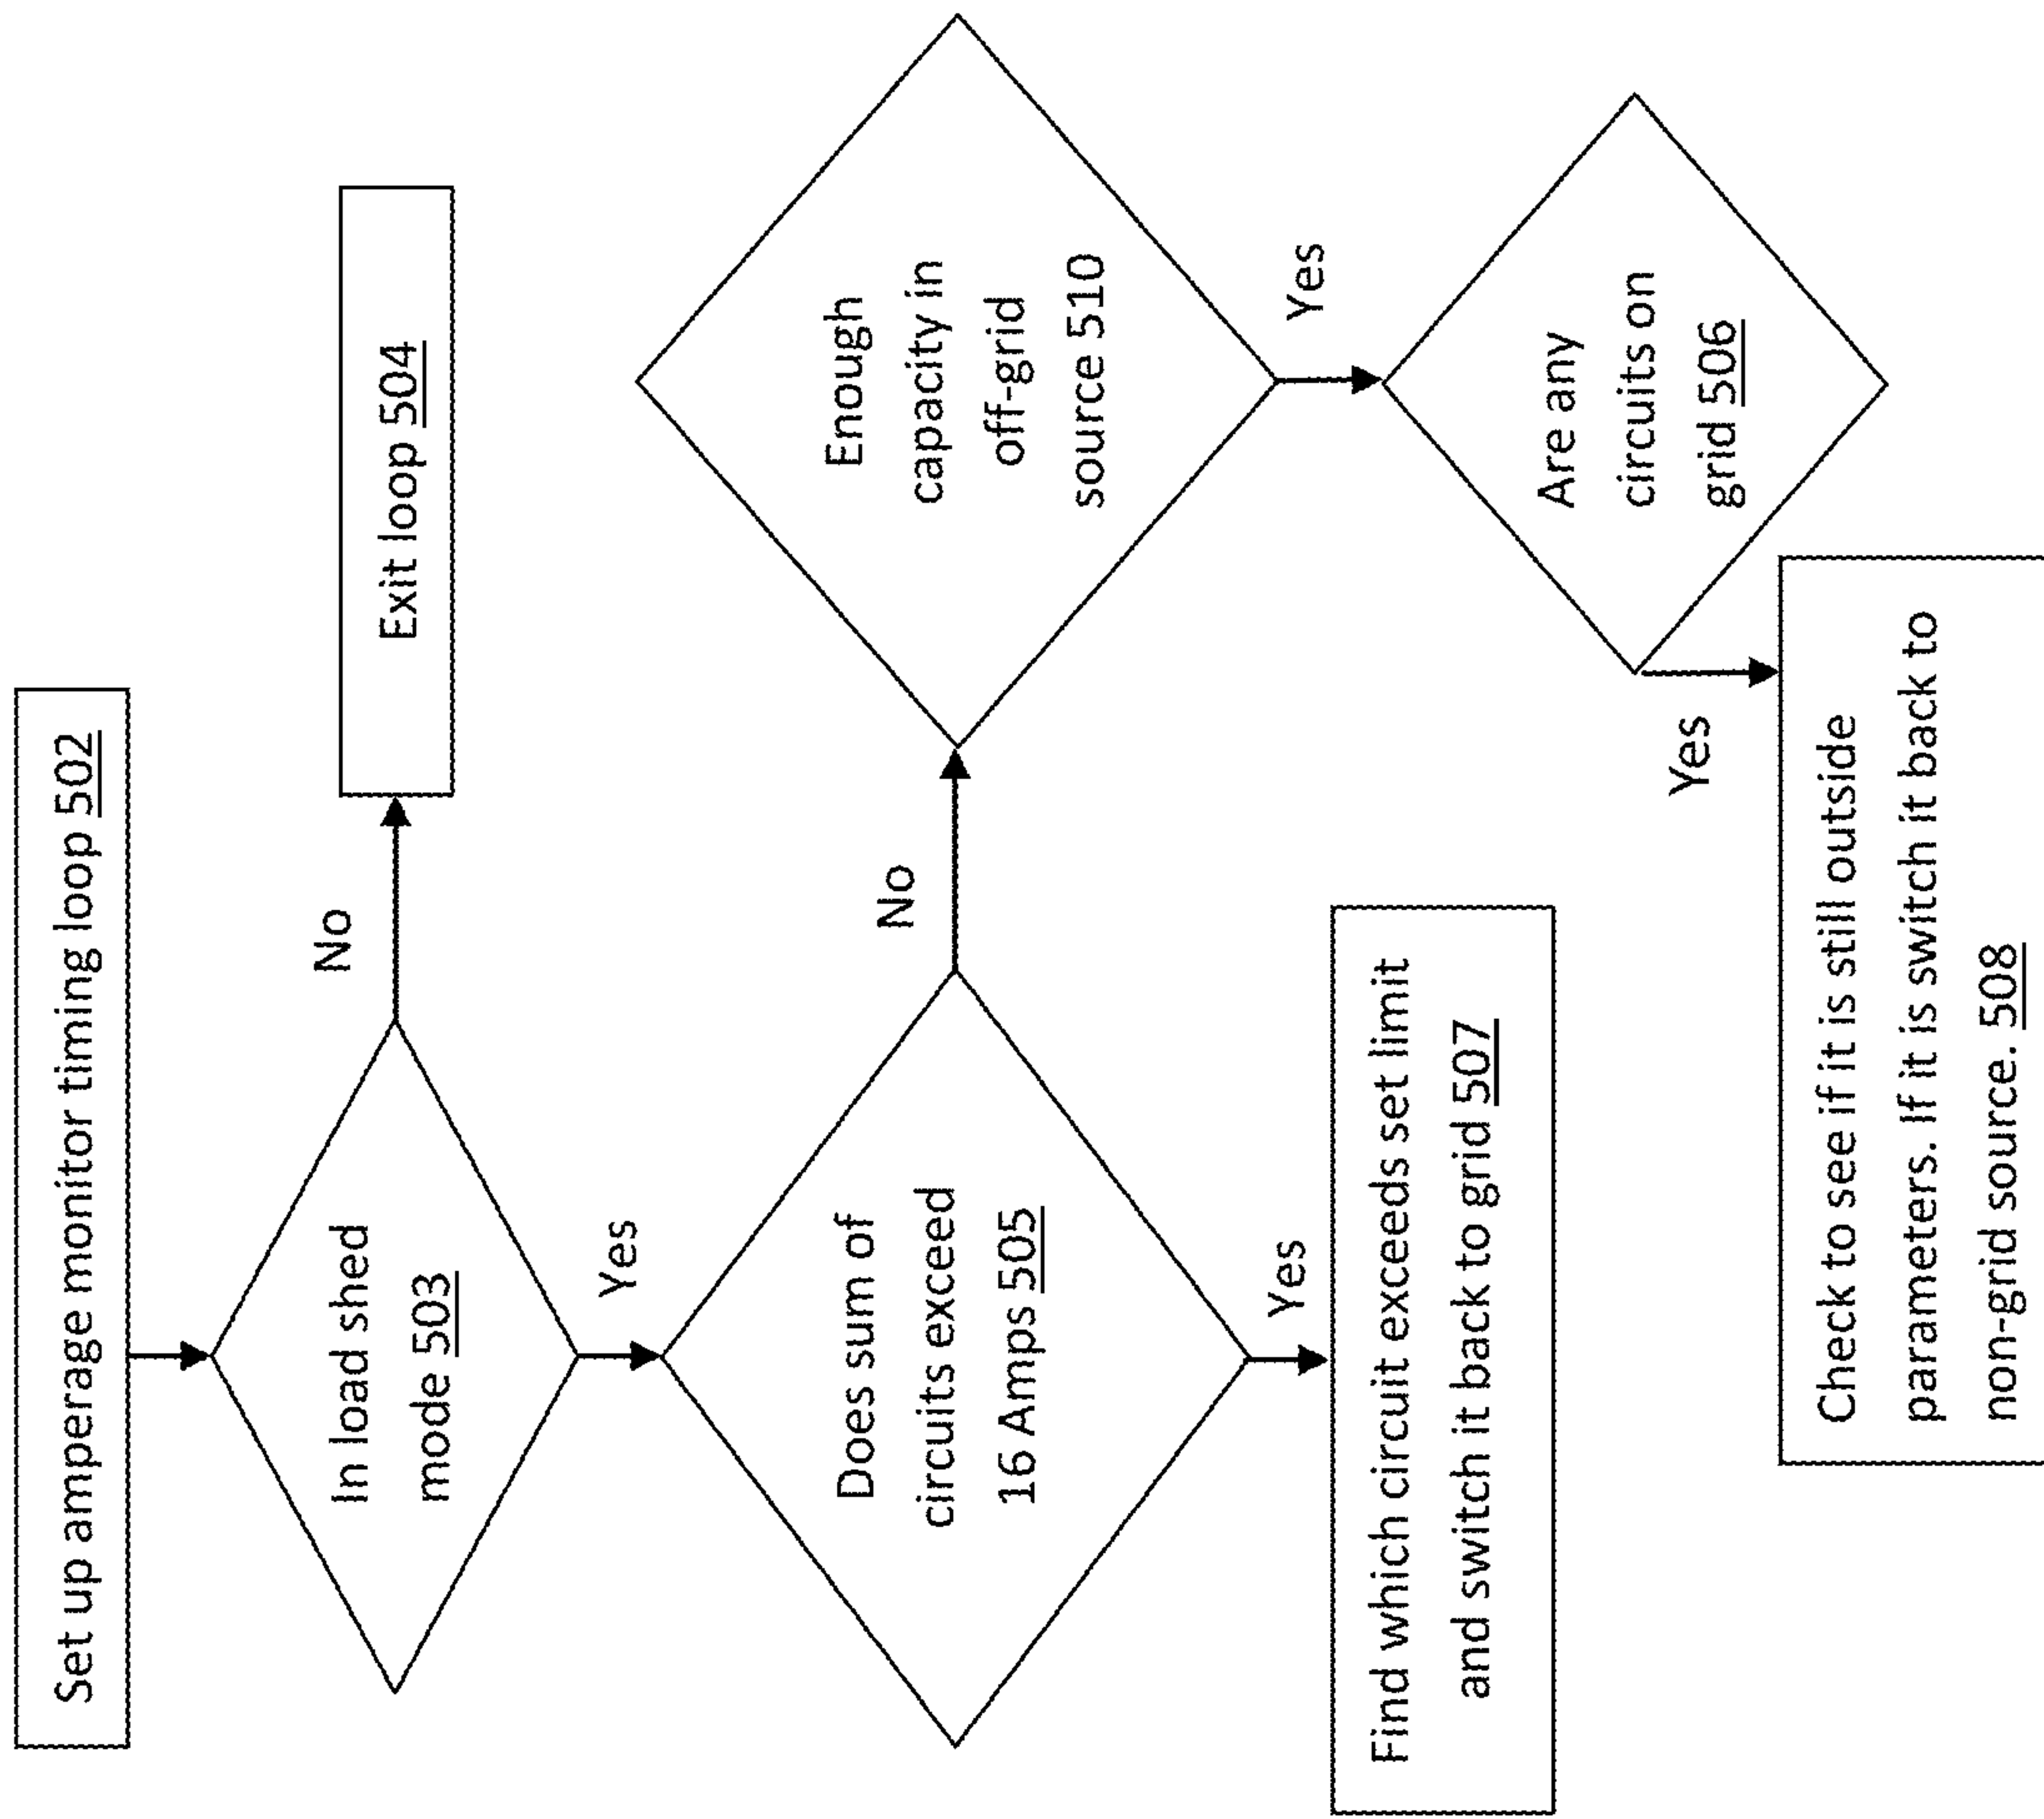 Set up amperage monitor timing loop 502
In load shed
mode 503
No
Exit loop 504
Yes
Does sum of
circuits exceed
16 Amps 505
No
Enough
capacity in
off-grid
source 510
Yes
Find which circuit exceeds set limit
and switch it back to grid 507
Yes
Are any
circuits on
grid 506
Yes
Check to see if it is still outside
parameters. If it is switch it back to
non-grid source. 508